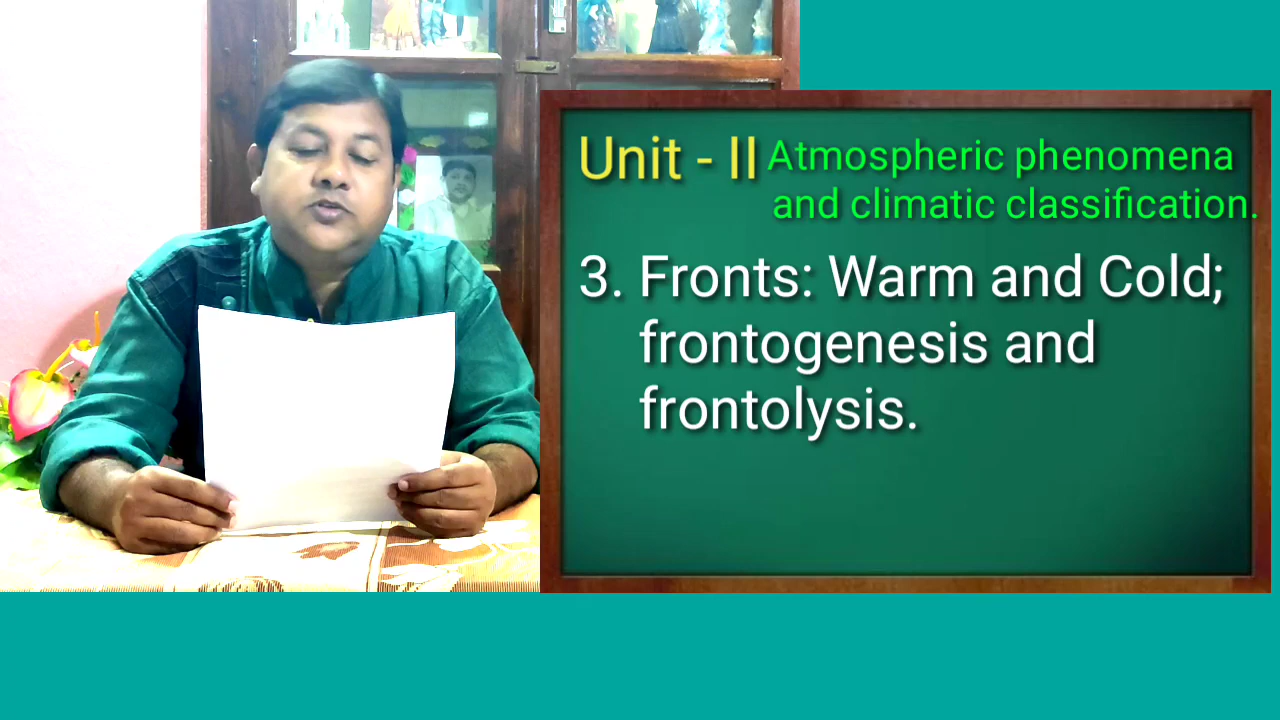 Unit - II Atmospheric phenomena
and climatic classification.
3. Fronts: Warm and Cold;
frontogenesis and
frontolysis.